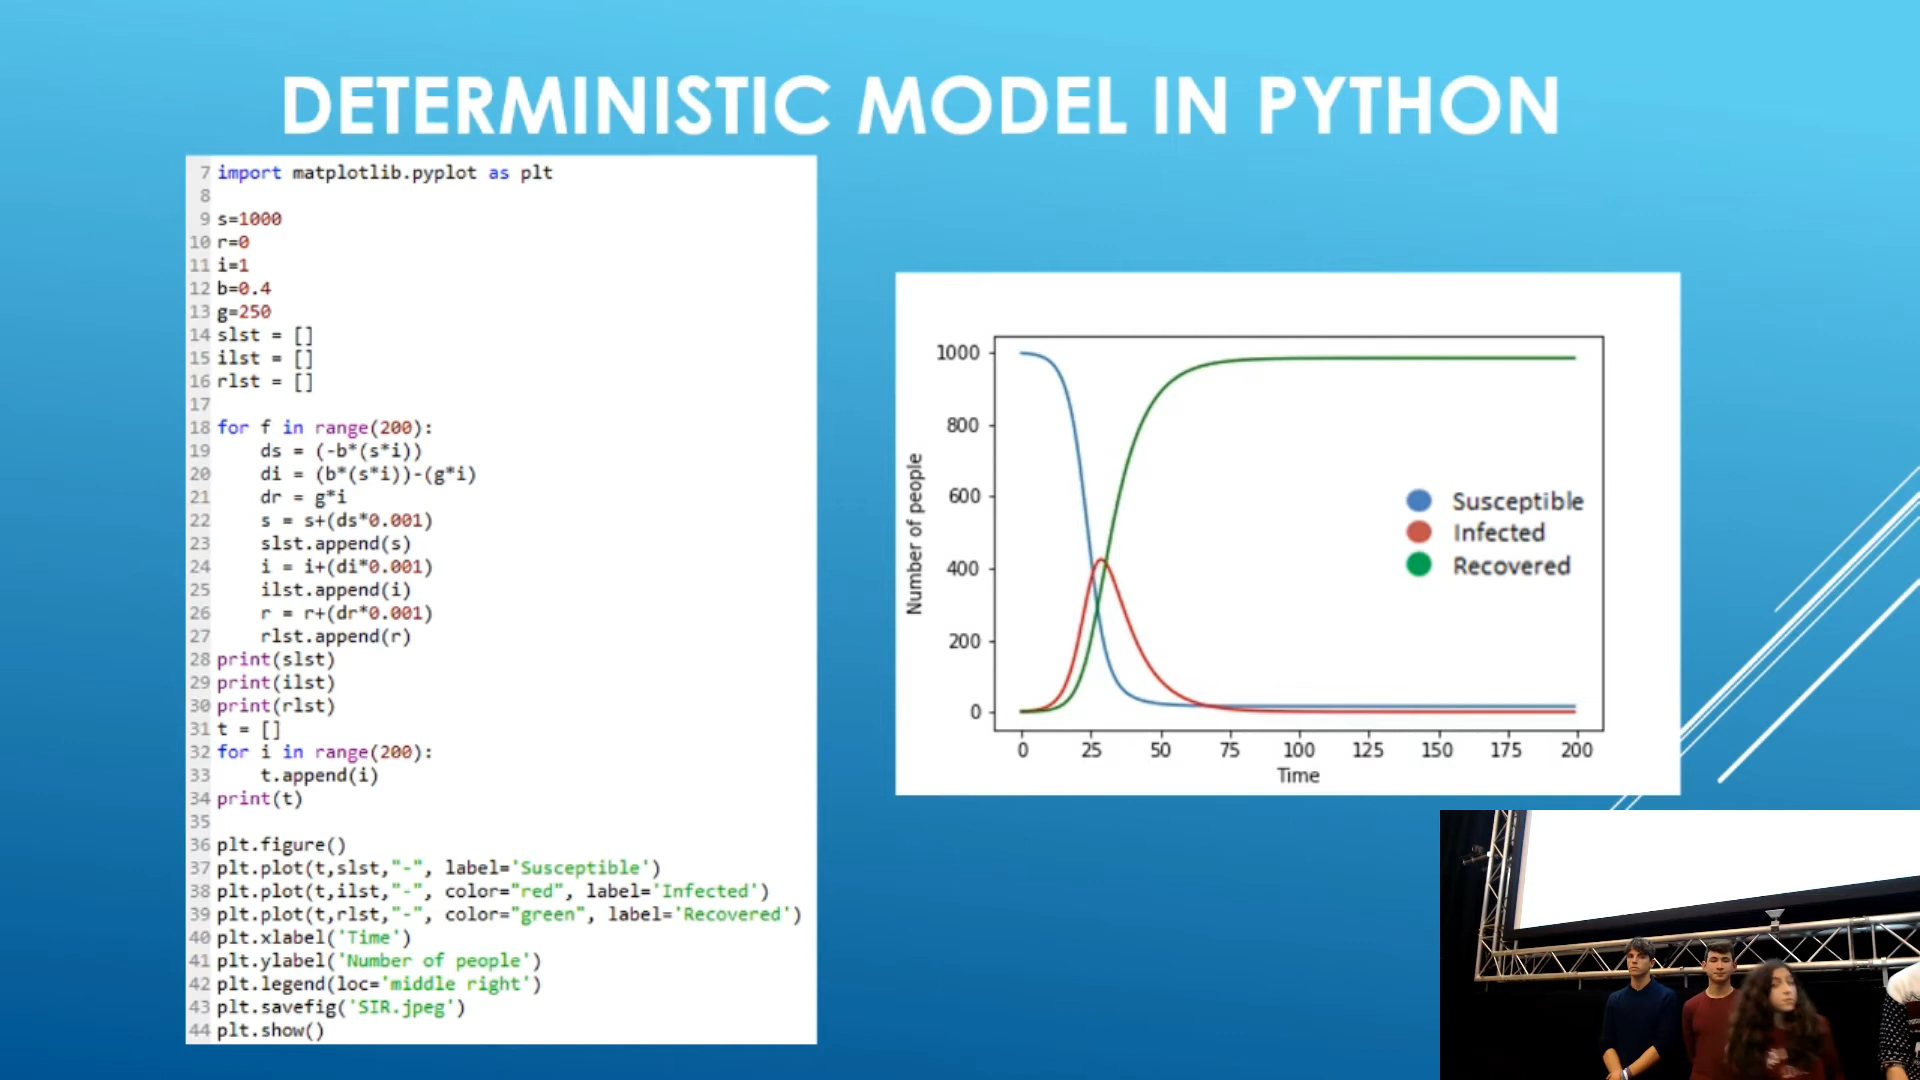 DETERMINISTIC MODEL IN PYTHON
7 import matplotlib.pyplot as plt
8
9 s=1000
10 r=0
11 i=1
12 b=0.4
13 g=250
14 slst = []
15 ilst = []
16 rlst = []
17
18 for f in range(200):
19     ds = (-b*(s*i))
20     di = (b*(s*i))-(g*i)
21     dr = g*i
22     s = s+(ds*0.001)
23     slst.append(s)
24     i = i+(di*0.001)
25     ilst.append(i)
26     r = r+(dr*0.001)
27     rlst.append(r)
28 print(slst)
29 print(ilst)
30 print(rlst)
31 t = []
32 for i in range(200):
33     t.append(i)
34 print(t)
35
36 plt.figure()
37 plt.plot(t,slst,"-", label='Susceptible')
38 plt.plot(t,ilst,"-", color="red", label='Infected')
39 plt.plot(t,rlst,"-", color="green", label='Recovered')
40 plt.xlabel('Time')
41 plt.ylabel('Number of people')
42 plt.legend(loc='middle right')
43 plt.savefig('SIR.jpeg')
44 plt.show()
Number of people
1000
800
600
400
200
0
Susceptible
Infected
Recovered
0 25 50 75 100 125 150 175 200
Time